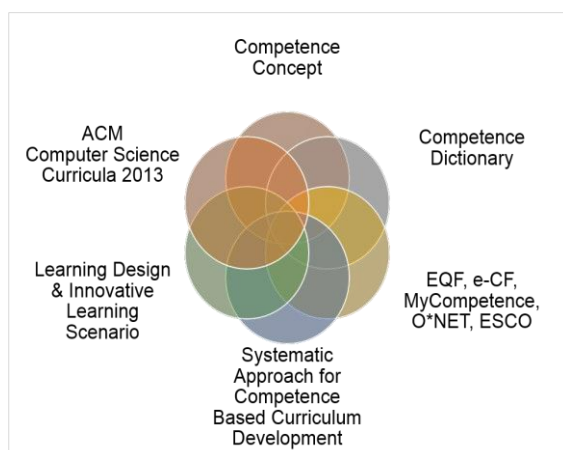 Competence
Concept
ACM
Computer Science
Curricula 2013
Competence
Dictionary
Learning Design
& Innovative
Learning
Scenario
EQF, e-CF,
MyCompetence,
O*NET, ESCO
Systematic
Approach for
Competence
Based Curriculum
Development